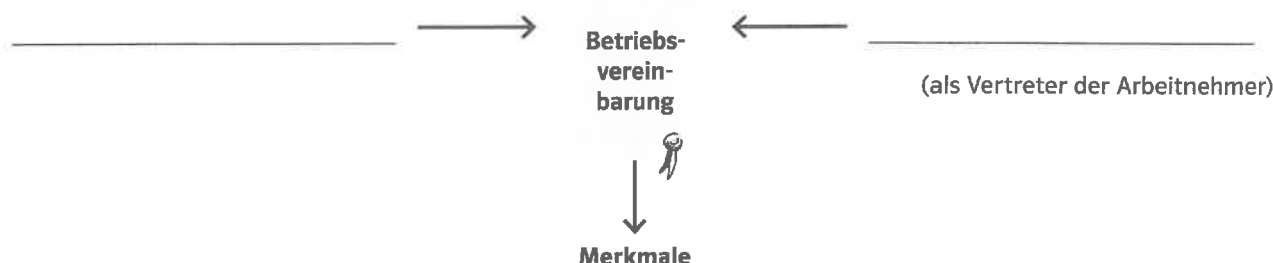 Betriebs-
verein-
barung
(als Vertreter der Arbeitnehmer)
Merkmale